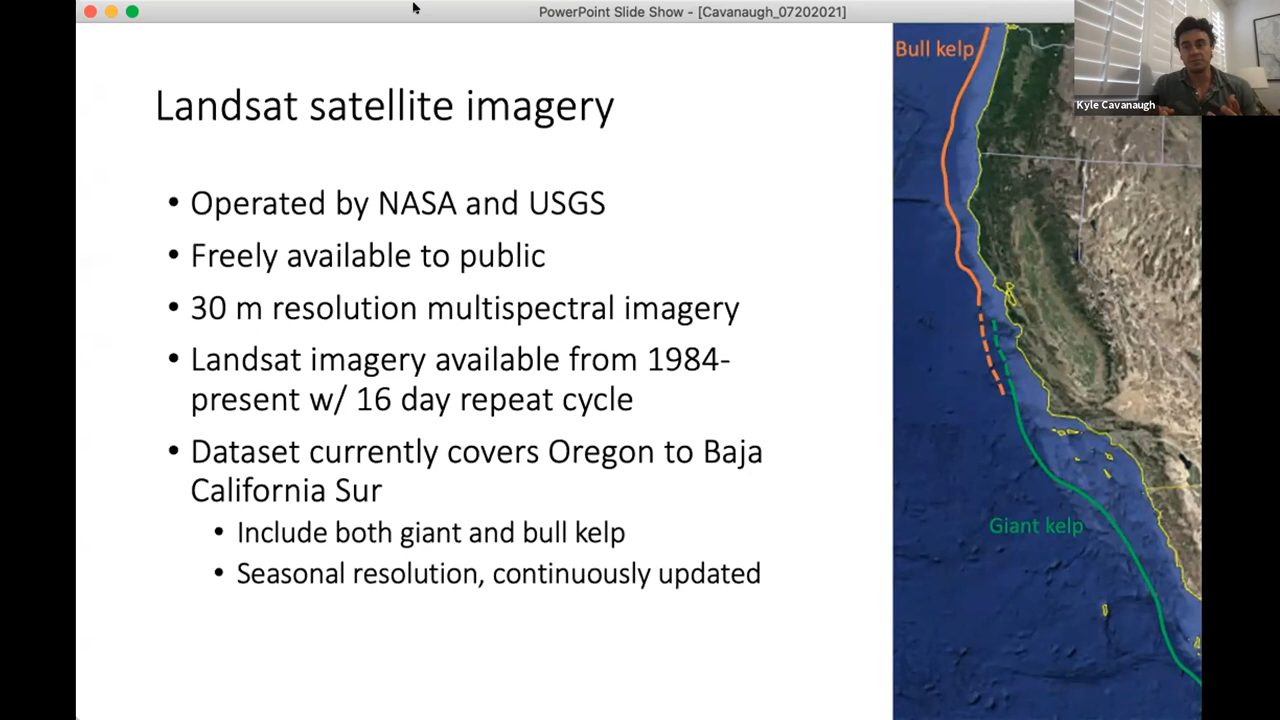 PowerPoint Slide Show - [Cavanaugh_07202021]
Landsat satellite imagery
• Operated by NASA and USGS
• Freely available to public
• 30 m resolution multispectral imagery
• Landsat imagery available from 1984-
present w/ 16 day repeat cycle
• Dataset currently covers Oregon to Baja
California Sur
• Include both giant and bull kelp
• Seasonal resolution, continuously updated
Bull kelp
Giant kelp
Kyle Cavanaugh